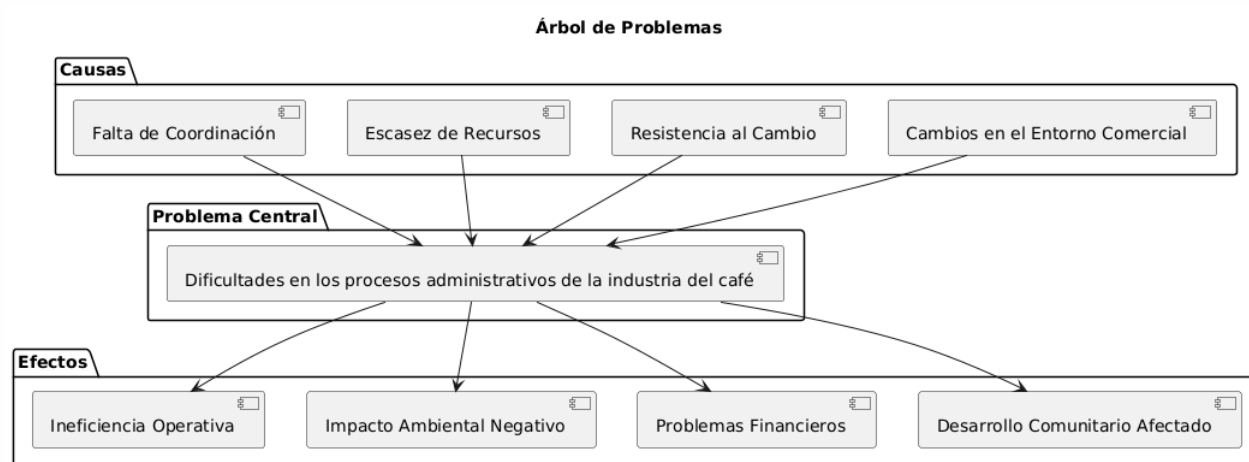 Árbol de Problemas
Causas
Falta de Coordinación
Escasez de Recursos
Resistencia al Cambio
Cambios en el Entorno Comercial
Problema Central
Dificultades en los procesos administrativos de la industria del café
Efectos
Ineficiencia Operativa
Impacto Ambiental Negativo
Problemas Financieros
Desarrollo Comunitario Afectado